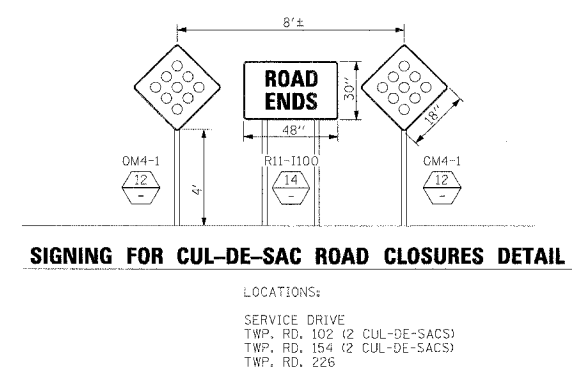 8'±
ROAD
ENDS
30"
18"
48"
OM4-1
12
-
4'
R11-I100
14
-
OM4-1
12
-
SIGNING FOR CUL-DE-SAC ROAD CLOSURES DETAIL
LOCATIONS:
SERVICE DRIVE
TWP. RD. 102 (2 CUL-DE-SACS)
TWP. RD. 154 (2 CUL-DE-SACS)
TWP. RD. 226